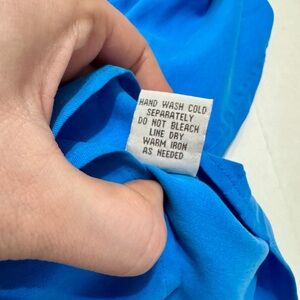 HAND WASH COLD
SEPARATELY
DO NOT BLEACH
LINE DRY
WARM IRON
AS NEEDED